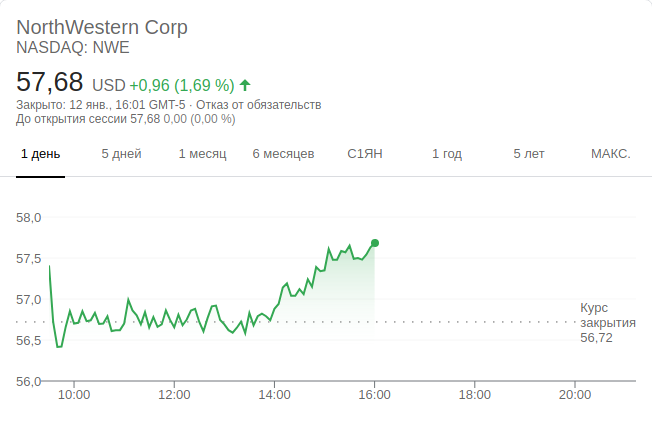 NorthWestern Corp
NASDAQ: NWE
57,68 USD +0,96 (1,69 %)
Закрыто: 12 янв., 16:01 GMT-5 · Отказ от обязательств
До открытия сессии 57,68 0,00 (0,00 %)
1 день 5 дней 1 месяц 6 месяцев С1ЯН 1 год 5 лет МАКС.
58,0
57,5
57,0
56,5
56,0
Курс
закрытия
56,72
10:00 12:00 14:00 16:00 18:00 20:00